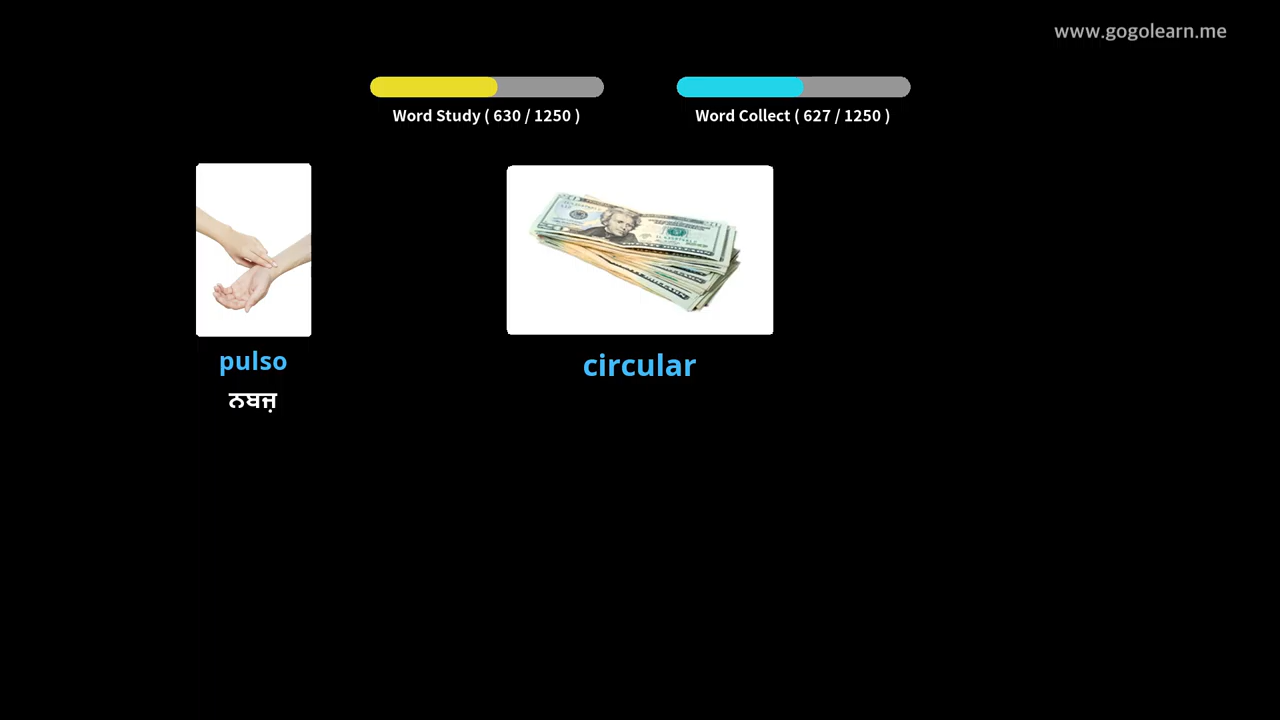 www.gogolearn.me
Word Study ( 630 / 1250 )
Word Collect ( 627 / 1250 )
pulso
ਨਬਜ਼
circular